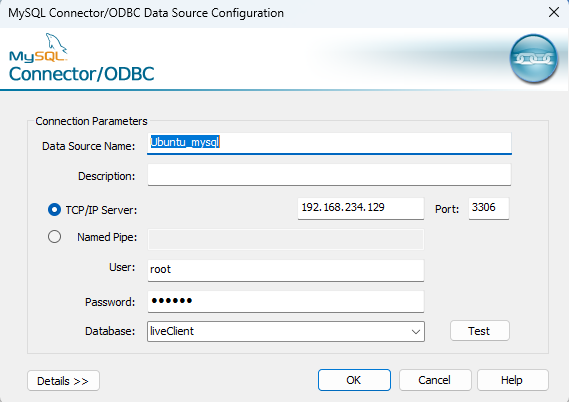 MySQL Connector/ODBC Data Source Configuration
MySQL
Connector/ODBC
Connection Parameters
Data Source Name: Ubuntu_mysql
Description:
TCP/IP Server: 192.168.234.129 Port: 3306
Named Pipe:
User: root
Password: ●●●●●●
Database: liveClient Test
Details >> OK Cancel Help